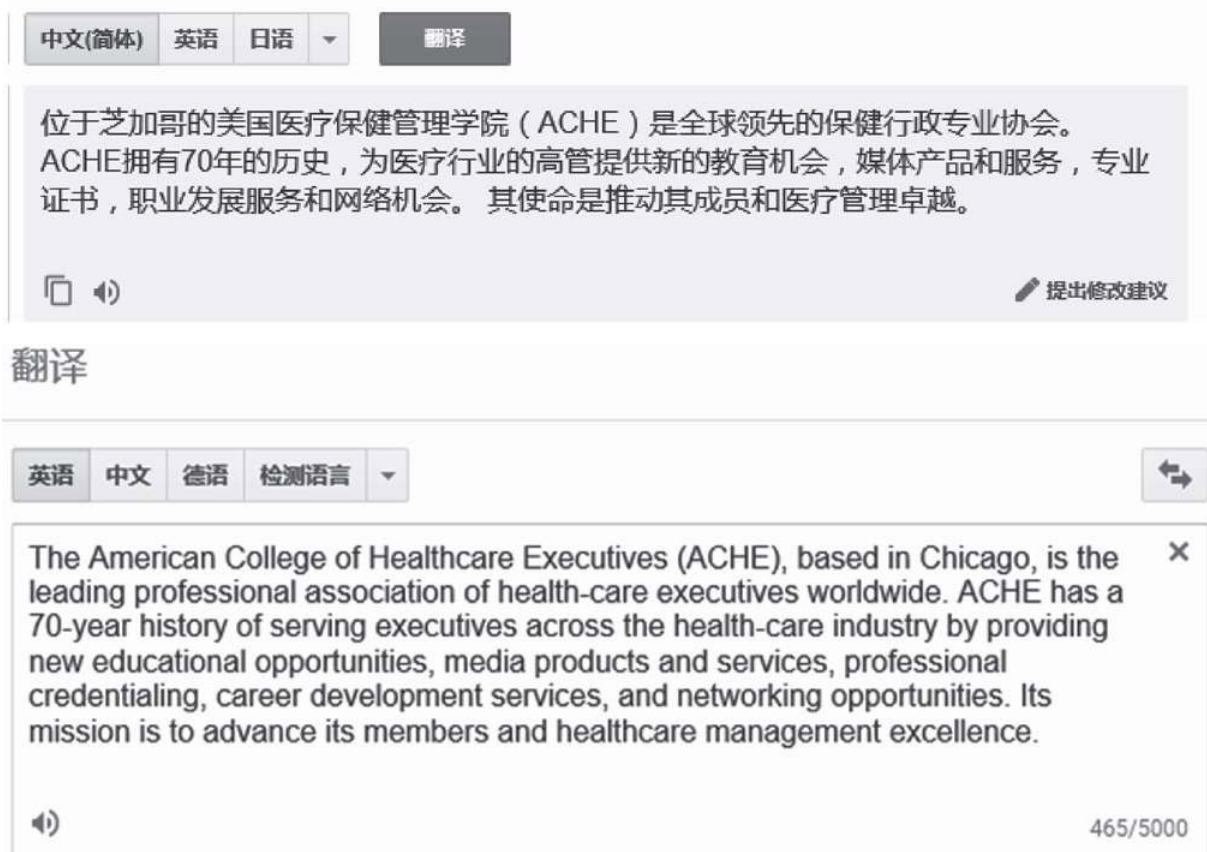 中文(简体) 英语 日语 翻译
位于芝加哥的美国医疗保健管理学院（ACHE）是全球领先的保健行政专业协会。
ACHE拥有70年的历史，为医疗行业的高管提供新的教育机会，媒体产品和服务，专业
证书，职业发展服务和网络机会。 其使命是推动其成员和医疗管理卓越。
提出修改建议
翻译
英语 中文 德语 检测语言
The American College of Healthcare Executives (ACHE), based in Chicago, is the
leading professional association of health-care executives worldwide. ACHE has a
70-year history of serving executives across the health-care industry by providing
new educational opportunities, media products and services, professional
credentialing, career development services, and networking opportunities. Its
mission is to advance its members and healthcare management excellence.
465/5000